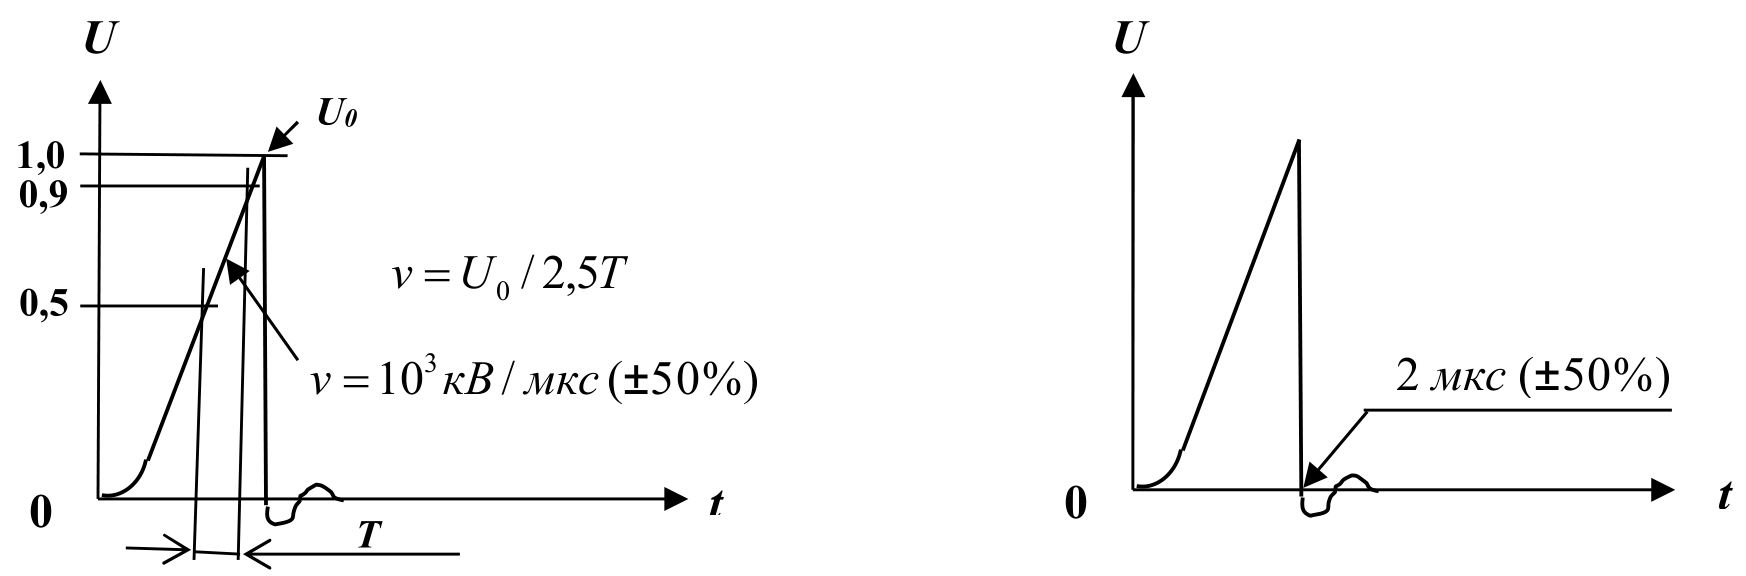 U
U₀
1,0
0,9
v = U₀ / 2,5T
0,5
v = 10³ кВ / мкс (±50%)
0
t
T
U
2 мкс (±50%)
0
t